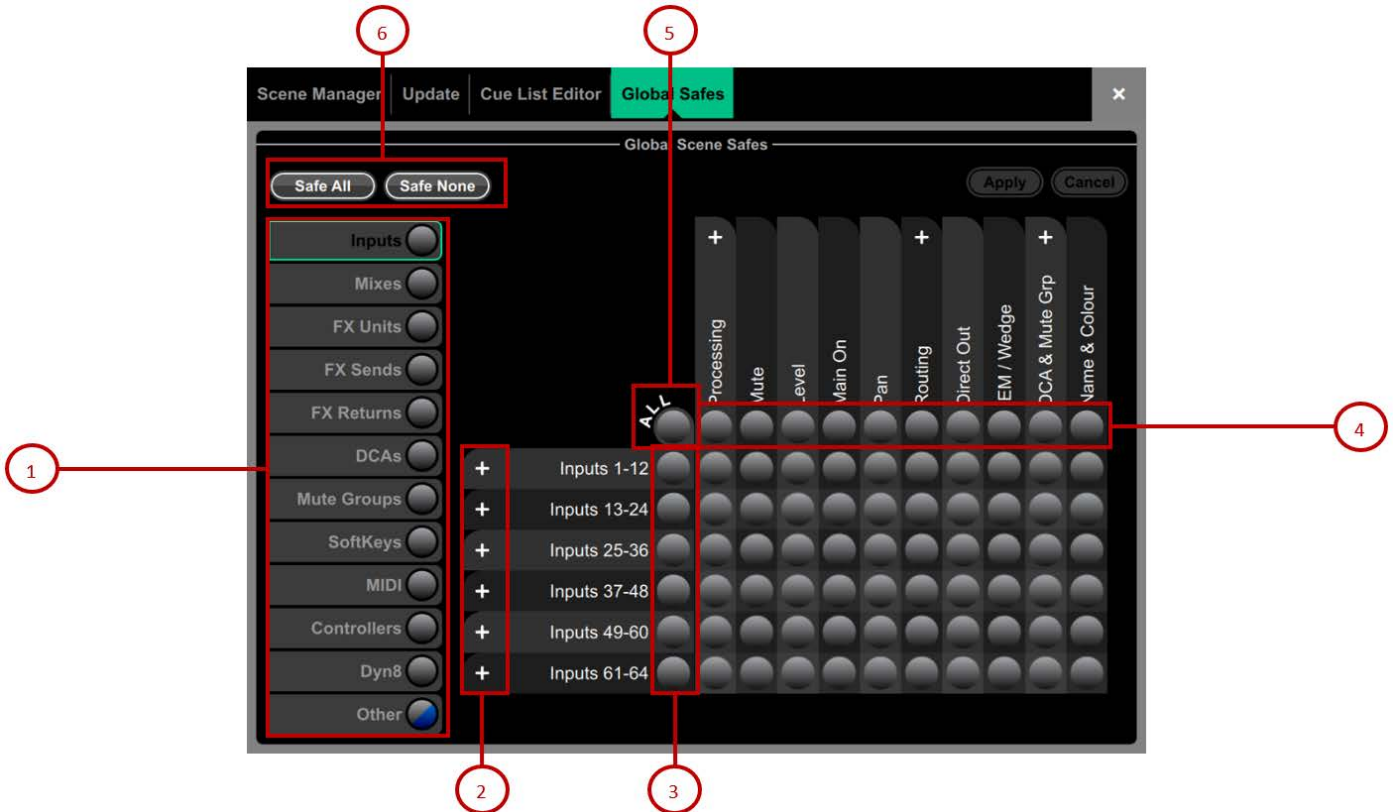 6
5
Scene Manager Update Cue List Editor Global Safes ×
Global Scene Safes
Safe All Safe None Apply Cancel
Inputs
Mixes
FX Units
FX Sends
FX Returns
DCAs
Mute Groups
SoftKeys
MIDI
Controllers
Dyn8
Other
+ + +
Processing
Mute
Level
Main On
Pan
Routing
Direct Out
EM / Wedge
DCA & Mute Grp
Name & Colour
ALL
+ Inputs 1-12
+ Inputs 13-24
+ Inputs 25-36
+ Inputs 37-48
+ Inputs 49-60
+ Inputs 61-64
1
4
2
3